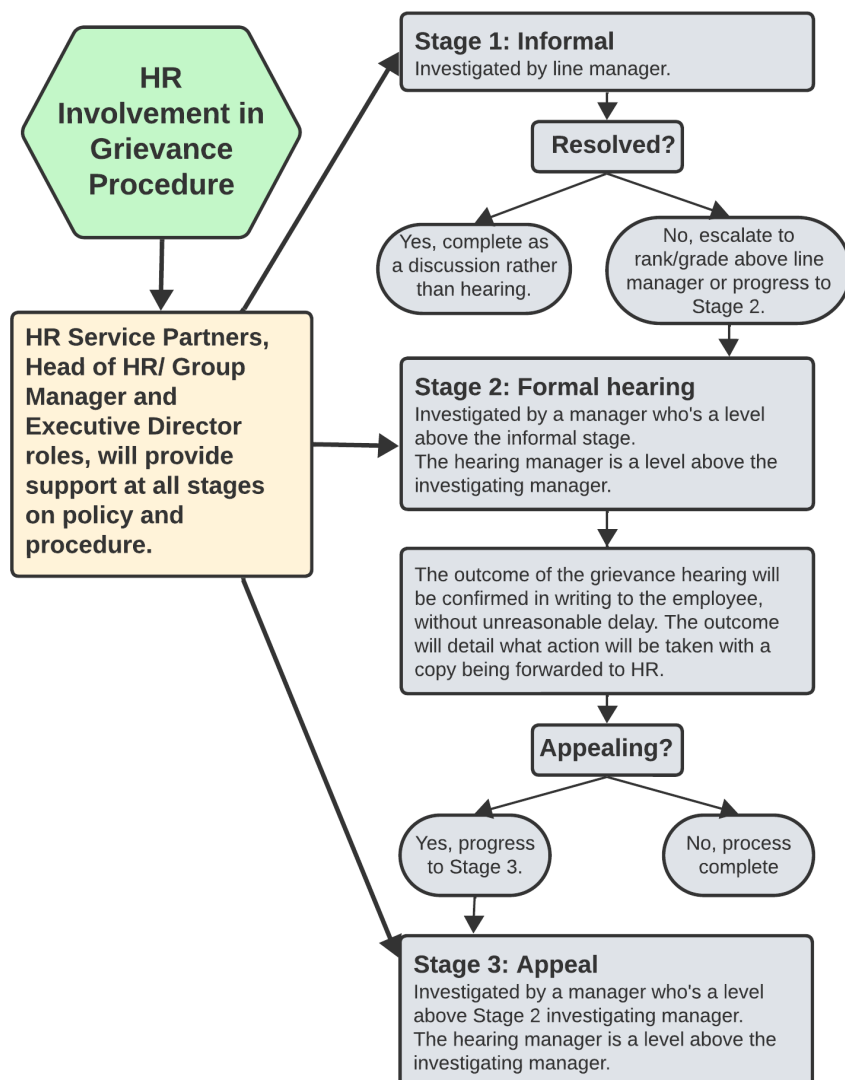 HR
Involvement in
Grievance
Procedure
HR Service Partners,
Head of HR/ Group
Manager and
Executive Director
roles, will provide
support at all stages
on policy and
procedure.
Stage 1: Informal
Investigated by line manager.
Resolved?
Yes, complete as
a discussion rather
than hearing.
No, escalate to
rank/grade above line
manager or progress to
Stage 2.
Stage 2: Formal hearing
Investigated by a manager who's a level
above the informal stage.
The hearing manager is a level above the
investigating manager.
The outcome of the grievance hearing will
be confirmed in writing to the employee,
without unreasonable delay. The outcome
will detail what action will be taken with a
copy being forwarded to HR.
Appealing?
Yes, progress
to Stage 3.
No, process
complete
Stage 3: Appeal
Investigated by a manager who's a level
above Stage 2 investigating manager.
The hearing manager is a level above the
investigating manager.